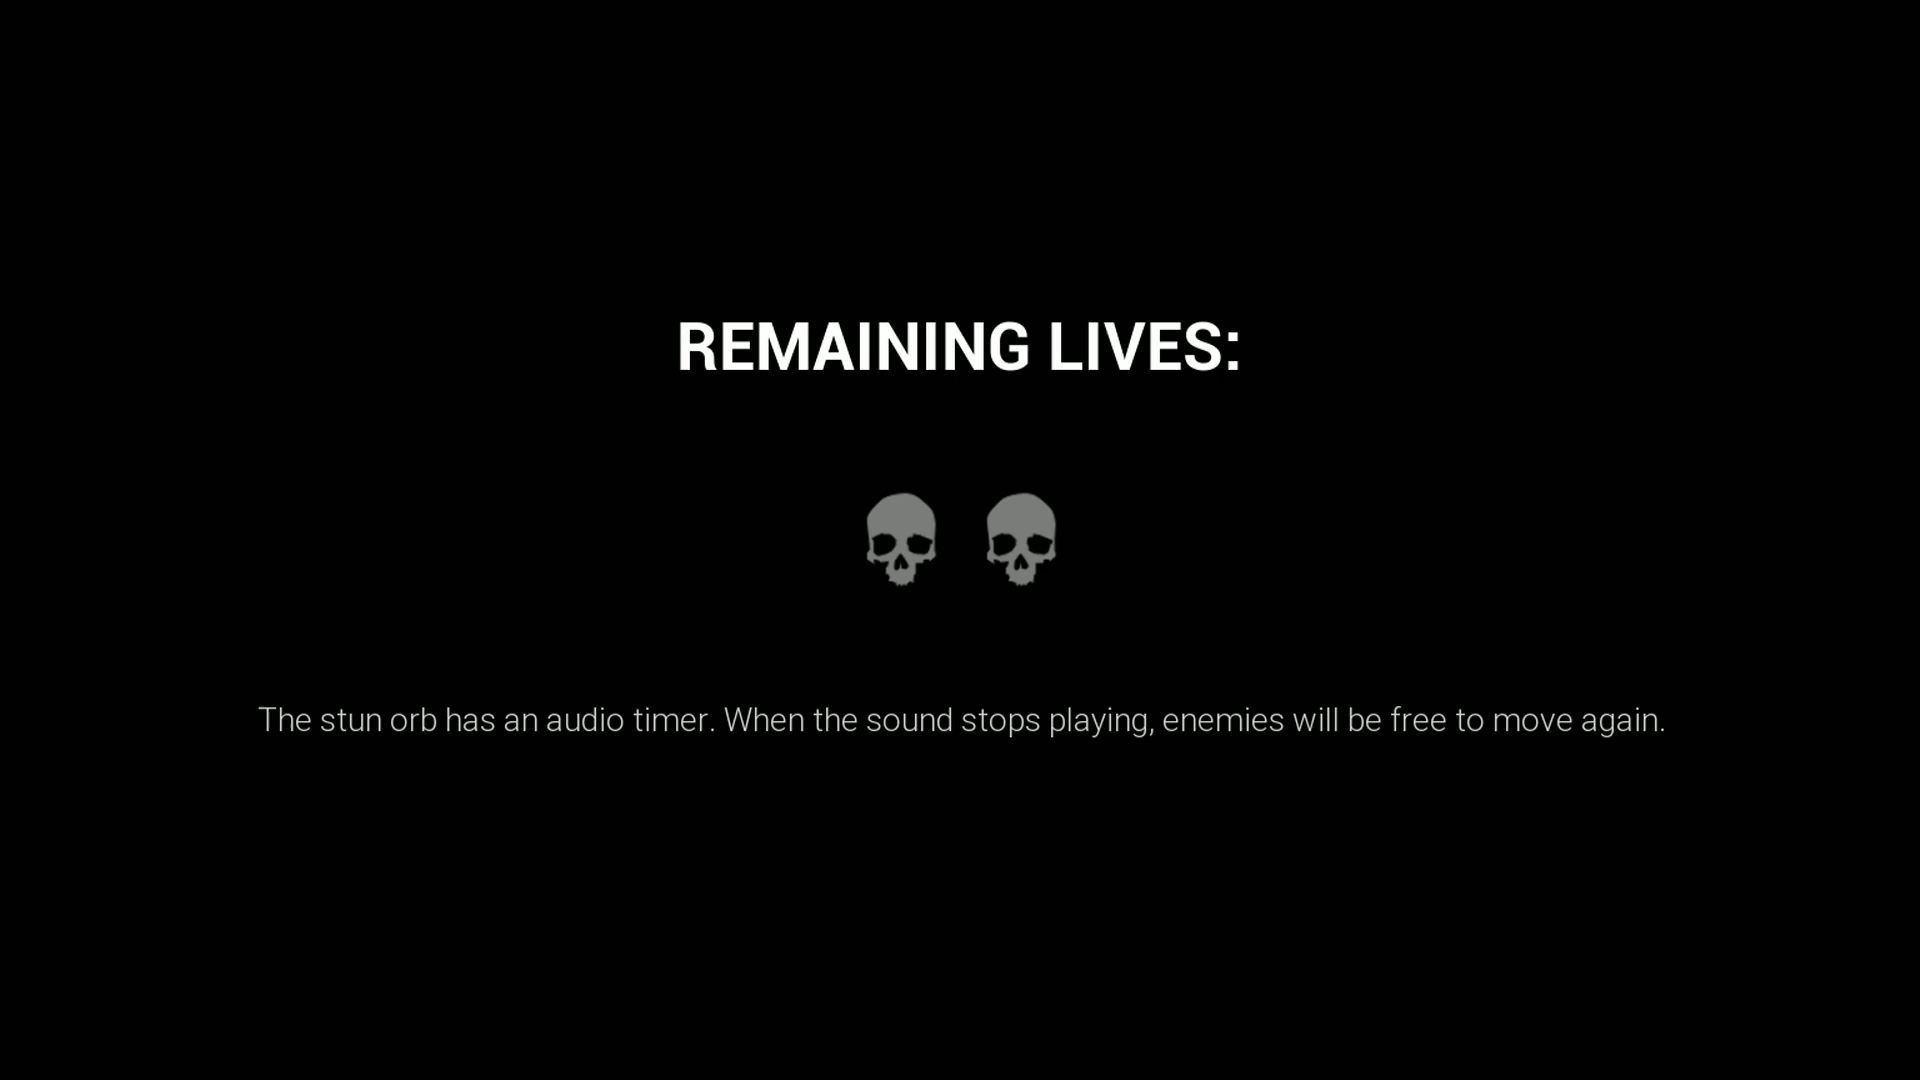 REMAINING LIVES:
The stun orb has an audio timer. When the sound stops playing, enemies will be free to move again.